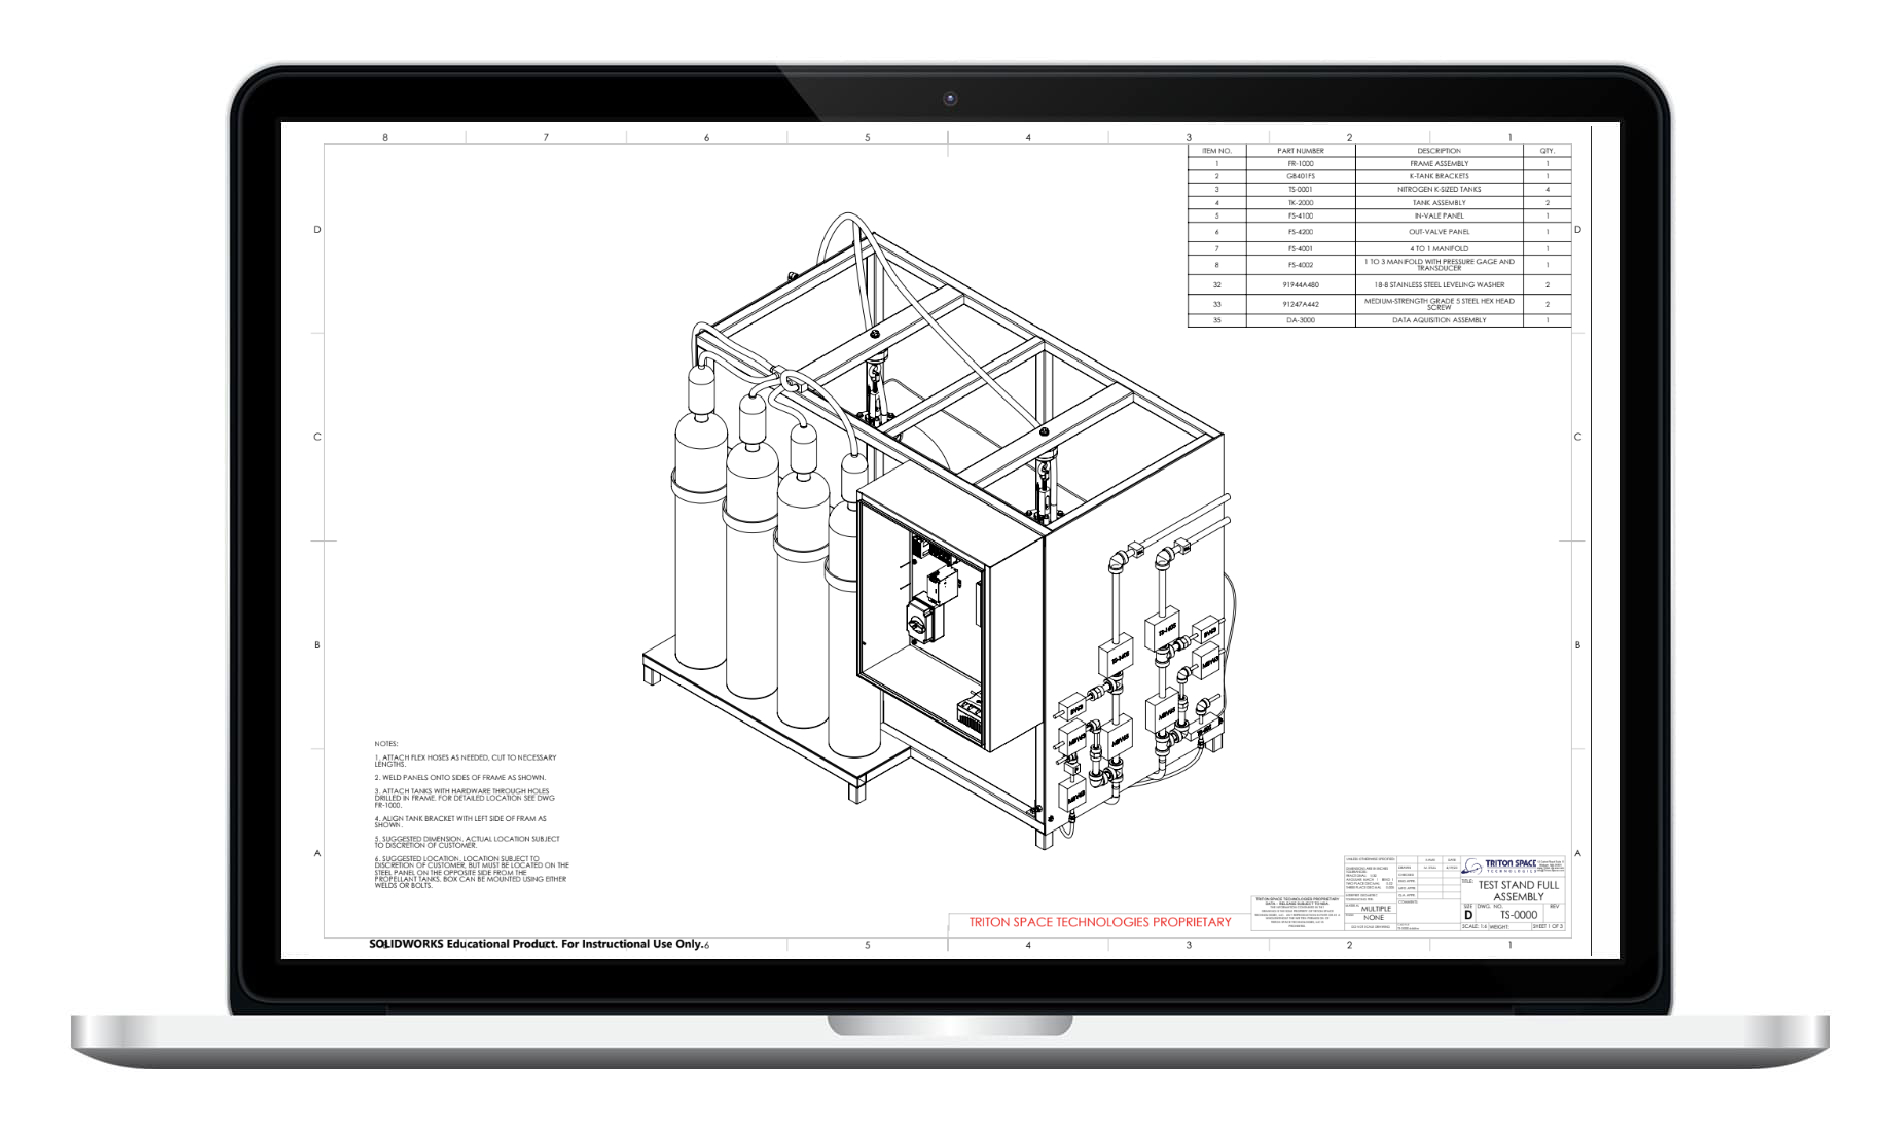 8 7 6 5 4 3 2 1
ITEM NO. PART NUMBER DESCRIPTION QTY.
1 FR-1000 FRAME ASSEMBLY 1
2 GB401FS K-TANK BRACKETS 1
3 TS-0001 NITROGEN K-SIZED TANKS 4
4 TK-2000 TANK ASSEMBLY 2
5 FS-4100 IN-VALE PANEL 1
6 FS-4200 OUT-VALVE PANEL 1
7 FS-4001 4 TO 1 MANIFOLD 1
8 FS-4002 1 TO 3 MANIFOLD WITH PRESSURE GAGE AND
TRANSDUCER 1
32 91944A480 18-8 STAINLESS STEEL LEVELING WASHER 2
33 91247A442 MEDIUM-STRENGTH GRADE 5 STEEL HEX HEAD
SCREW 2
35 DA-3000 DATA AQUISITION ASSEMBLY 1
D D
C C
B B
A A
NOTES:
1. ATTACH FLEX HOSES AS NEEDED, CUT TO NECESSARY
LENGTHS.
2. WELD PANELS ONTO SIDES OF FRAME AS SHOWN.
3. ATTACH TANKS WITH HARDWARE THROUGH HOLES
DRILLED IN FRAME. FOR DETAILED LOCATION SEE DWG
FR-1000.
4. ALIGN TANK BRACKET WITH LEFT SIDE OF FRAM AS
SHOWN.
5. SUGGESTED DIMENSION, ACTUAL LOCATION SUBJECT
TO DISCRETION OF CUSTOMER.
6. SUGGESTED LOCATION, LOCATION SUBJECT TO
DISCRETION OF CUSTOMER, BUT MUST BE LOCATED ON THE
STEEL PANEL ON THE OPPOSITE SIDE FROM THE
PROPELLANT TANKS. BOX CAN BE MOUNTED USING EITHER
WELDS OR BOLTS.
TRITON SPACE
TECHNOLOGIES
TITLE:
TEST STAND FULL
ASSEMBLY
SIZE DWG. NO. REV
D TS-0000
SCALE: 1:6 WEIGHT: SHEET 1 OF 3
MULTIPLE
NONE
COMMENTS:
TRITON SPACE TECHNOLOGIES PROPRIETARY
TRITON SPACE TECHNOLOGIES PROPRIETARY
SOLIDWORKS Educational Product. For Instructional Use Only.
6 5 4 3 2 1